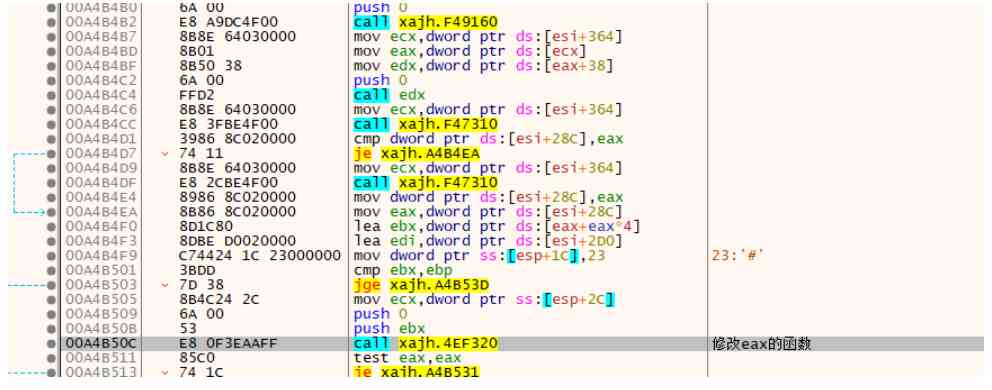 00A4B4B0 6A 00 push 0
00A4B4B2 E8 A9DC4F00 call xajh.F49160
00A4B4B7 8B8E 64030000 mov ecx,dword ptr ds:[esi+364]
00A4B4BD 8B01 mov eax,dword ptr ds:[ecx]
00A4B4BF 8B50 38 mov edx,dword ptr ds:[eax+38]
00A4B4C2 6A 00 push 0
00A4B4C4 FFD2 call edx
00A4B4C6 8B8E 64030000 mov ecx,dword ptr ds:[esi+364]
00A4B4CC E8 3FBE4F00 call xajh.F47310
00A4B4D1 3986 8C020000 cmp dword ptr ds:[esi+28C],eax
00A4B4D7 74 11 je xajh.A4B4EA
00A4B4D9 8B8E 64030000 mov ecx,dword ptr ds:[esi+364]
00A4B4DF E8 2CBE4F00 call xajh.F47310
00A4B4E4 8986 8C020000 mov dword ptr ds:[esi+28C],eax
00A4B4EA 8B86 8C020000 mov eax,dword ptr ds:[esi+28C]
00A4B4F0 8D1C80 lea ebx,dword ptr ds:[eax+eax*4]
00A4B4F3 8DBE D0020000 lea edi,dword ptr ds:[esi+2D0]
00A4B4F9 C74424 1C 23000000 mov dword ptr ss:[esp+1C],23 23:'#'
00A4B501 3BDD cmp ebx,ebp
00A4B503 7D 38 jge xajh.A4B53D
00A4B505 8B4C24 2C mov ecx,dword ptr ss:[esp+2C]
00A4B509 6A 00 push 0
00A4B50B 53 push ebx
00A4B50C E8 0F3EAAFF call xajh.4EF320 修改eax的函数
00A4B511 85C0 test eax,eax
00A4B513 74 1C je xajh.A4B531